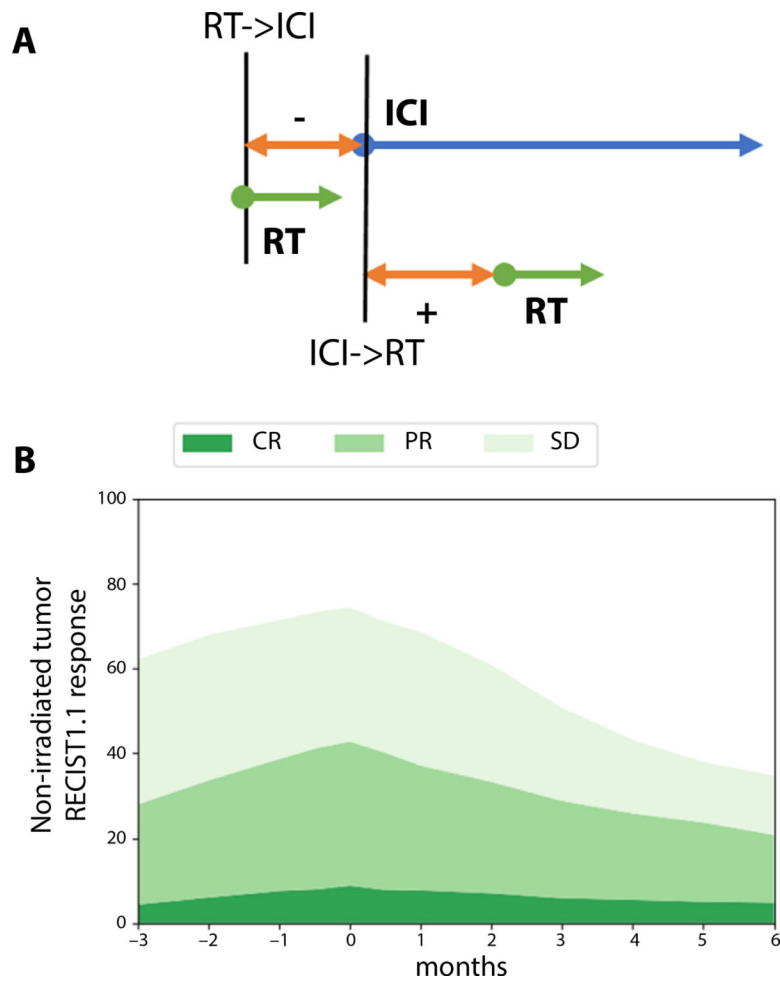 A
RT->ICI
-
ICI
RT
+
RT
ICI->RT
CR PR SD
B
Non-irradiated tumor
RECIST1.1 response
100
80
60
40
20
0
–3 –2 –1 0 1 2 3 4 5 6
months